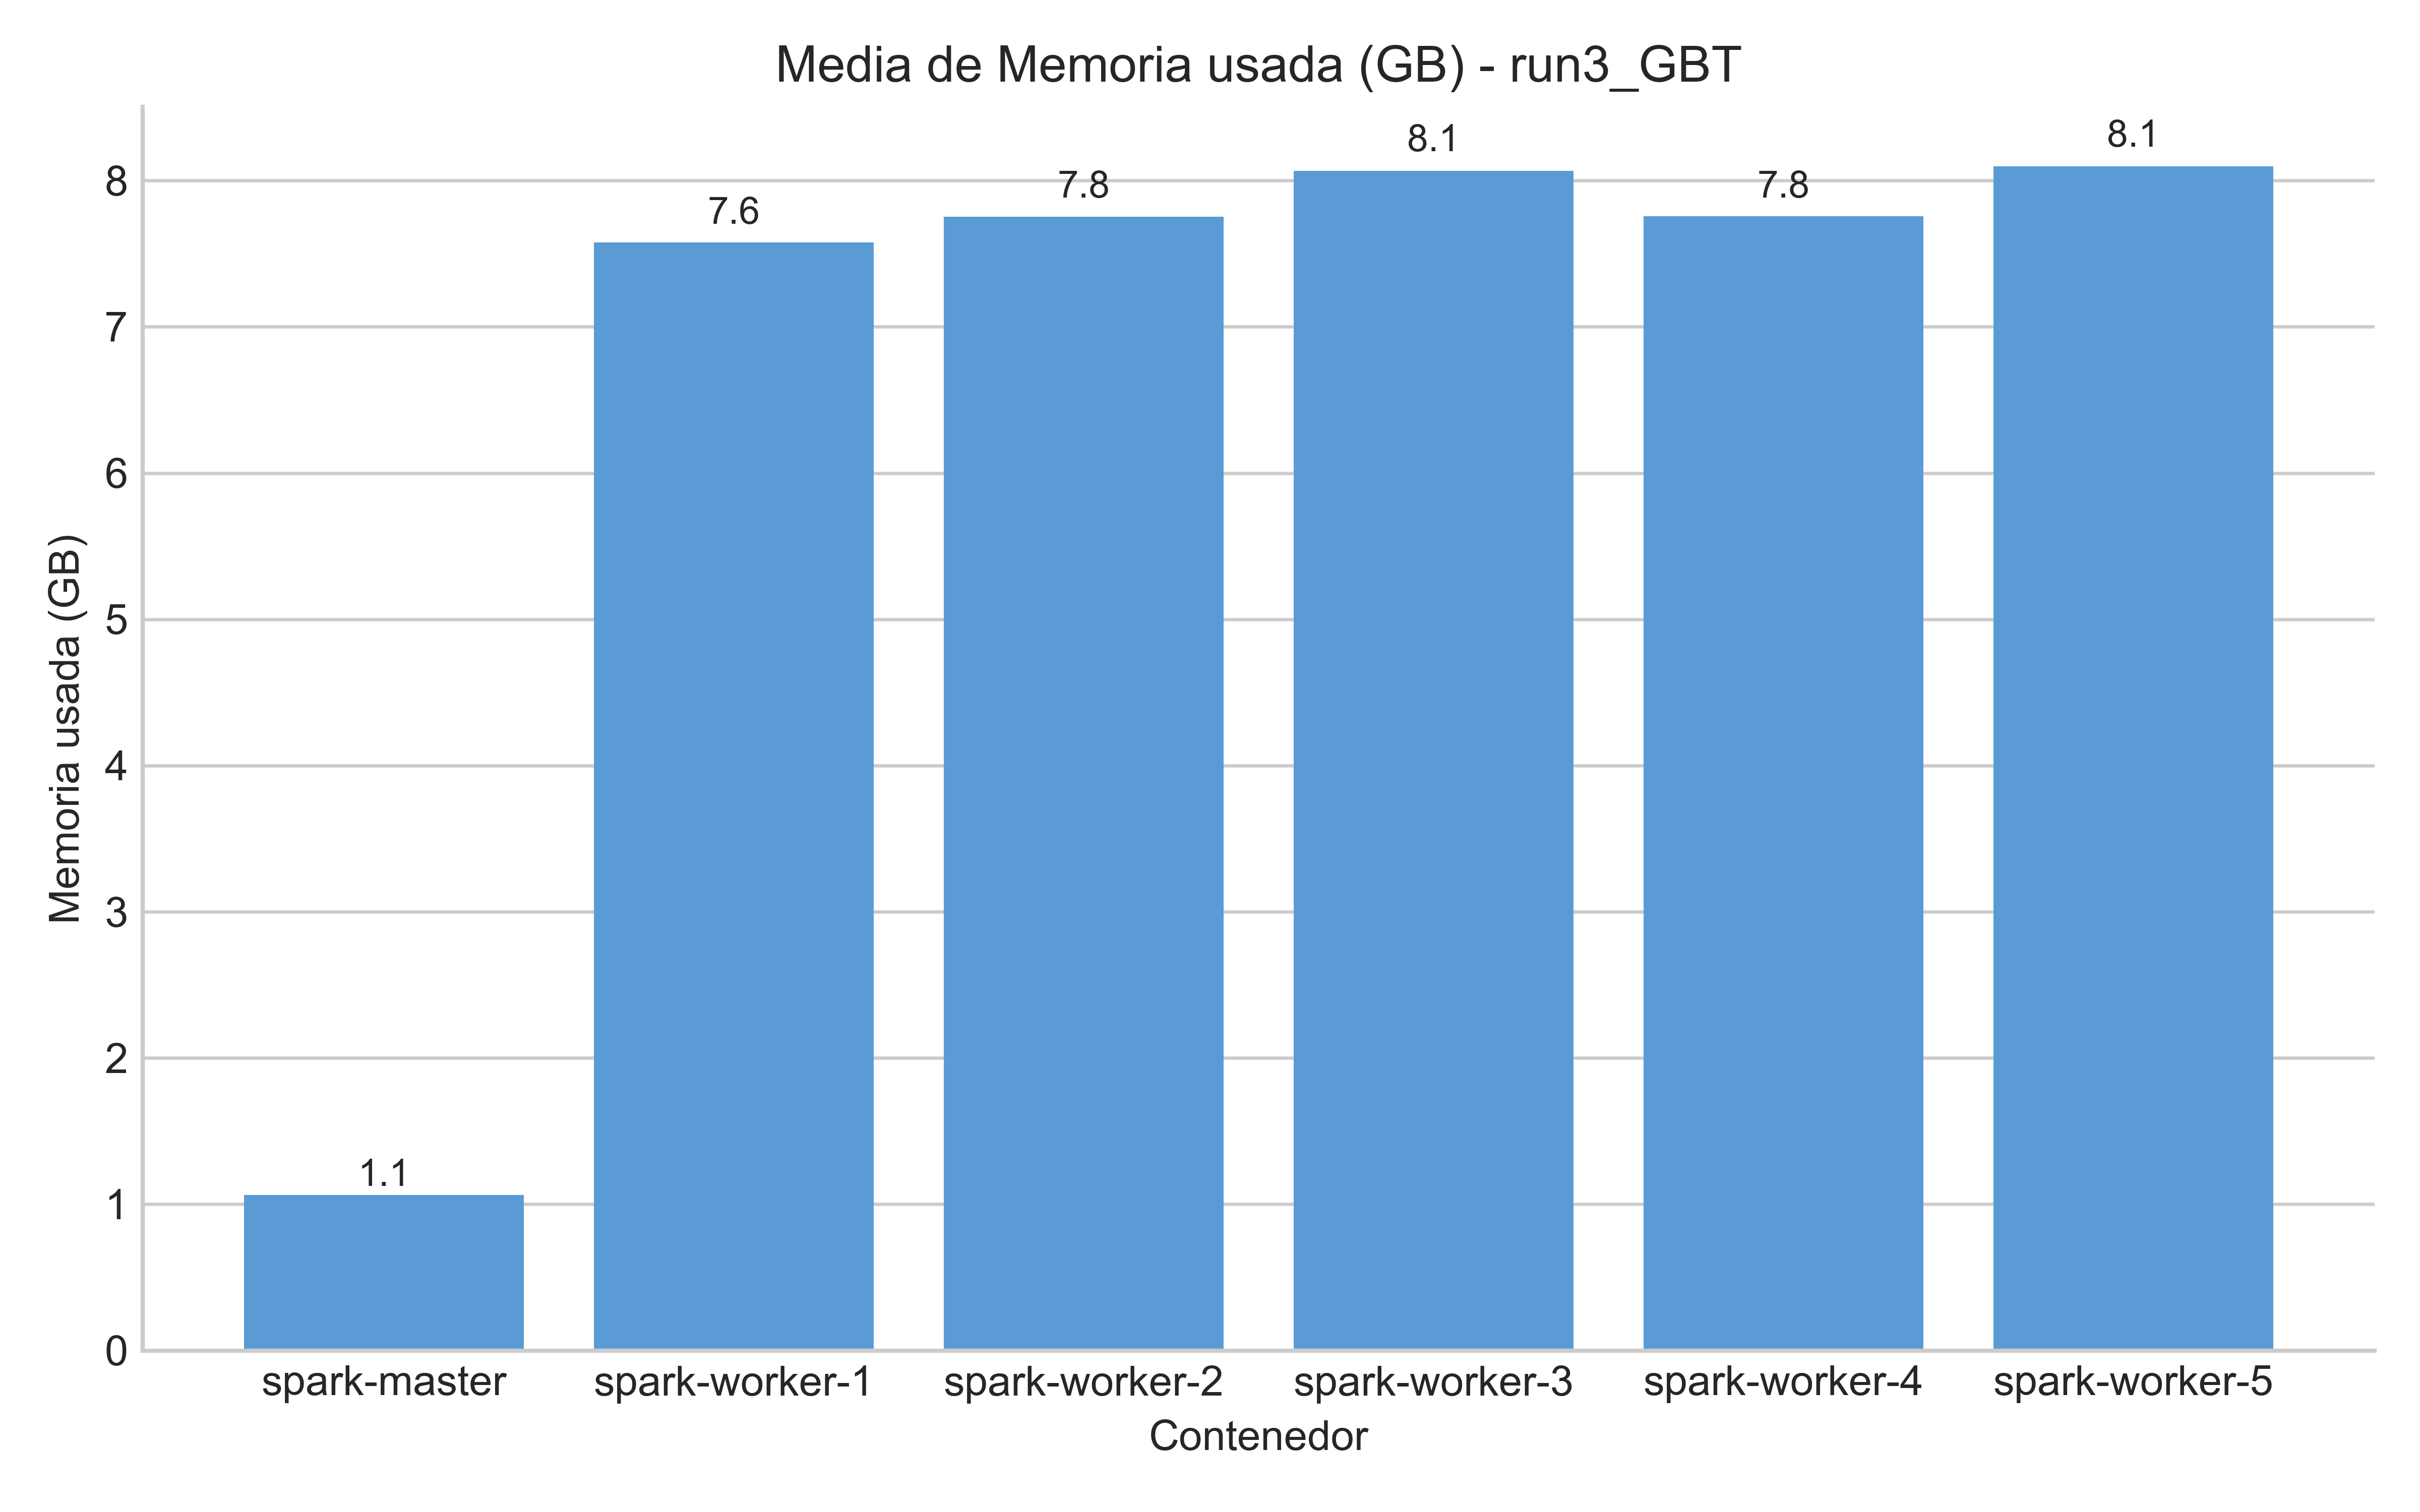 Media de Memoria usada (GB) - run3_GBT
8.1
8.1
8
7.8
7.8
7.6
7
6
5
Memoria usada (GB)
4
3
2
1.1
1
0
spark-master
spark-worker-1
spark-worker-2
spark-worker-3
spark-worker-4
spark-worker-5
Contenedor